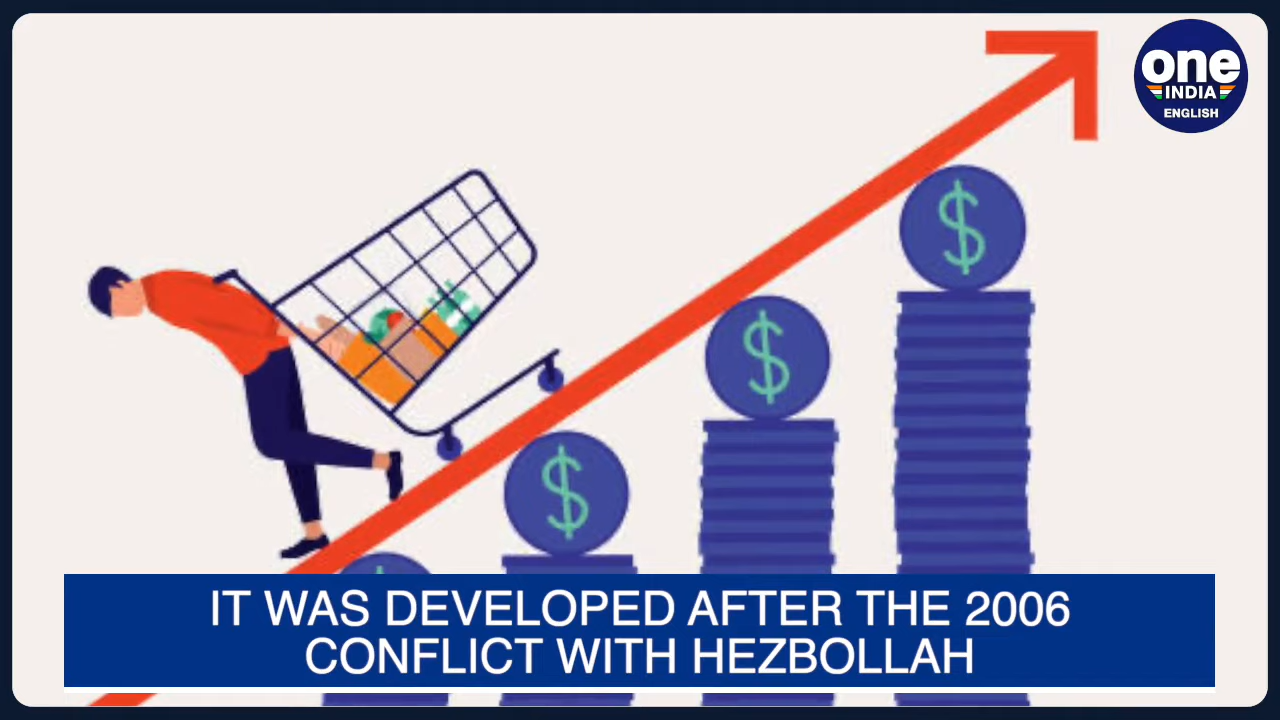 one
INDIA
ENGLISH
$
$
$
$
IT WAS DEVELOPED AFTER THE 2006
CONFLICT WITH HEZBOLLAH